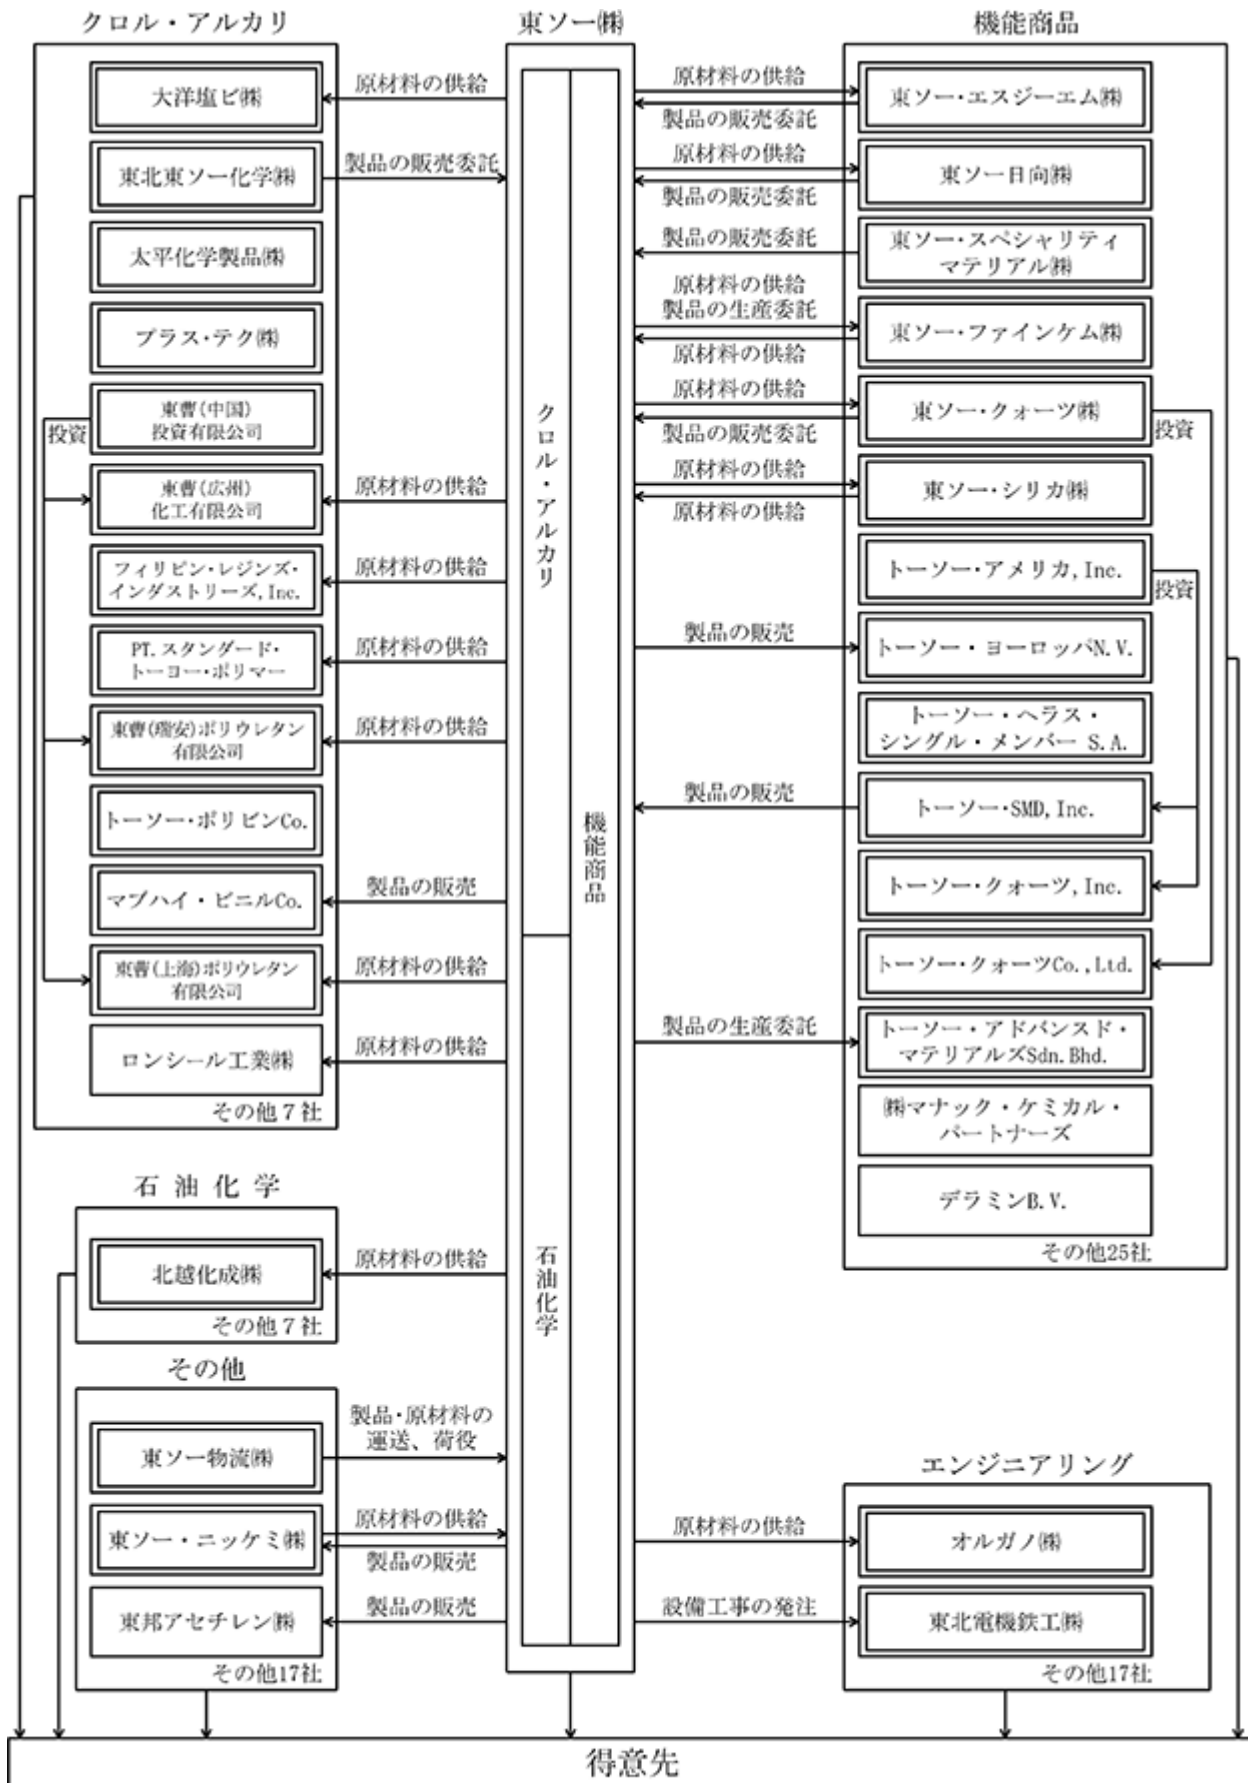 クロル・アルカリ
大洋塩ビ㈱
東北東ソー化学㈱
太平化学製品㈱
プラス・テク㈱
東曹(中国)
投資有限公司
投資
東曹(広州)
化工有限公司
フィリピン・レジンズ・
インダストリーズ,Inc.
PT.スタンダード・
トーヨー・ポリマー
東曹(瑞安)ポリウレタン
有限公司
トーソー・ポリビンCo.
マブハイ・ビニルCo.
東曹(上海)ポリウレタン
有限公司
ロンシール工業㈱
その他7社
原材料の供給
製品の販売委託
原材料の供給
原材料の供給
原材料の供給
原材料の供給
製品の販売
原材料の供給
原材料の供給
石油化学
北越化成㈱
その他7社
原材料の供給
その他
東ソー物流㈱
東ソー・ニッケミ㈱
東邦アセチレン㈱
その他17社
製品・原材料の
運送、荷役
原材料の供給
製品の販売
製品の販売
東ソー㈱
クロル・アルカリ
機能商品
石油化学
原材料の供給
製品の販売委託
原材料の供給
製品の販売委託
製品の販売委託
原材料の供給
製品の生産委託
原材料の供給
原材料の供給
製品の販売委託
原材料の供給
原材料の供給
製品の販売
製品の販売
製品の生産委託
機能商品
東ソー・エスジーエム㈱
東ソー日向㈱
東ソー・スペシャリティ
マテリアル㈱
東ソー・ファインケム㈱
東ソー・クォーツ㈱
投資
東ソー・シリカ㈱
トーソー・アメリカ,Inc.
投資
トーソー・ヨーロッパN.V.
トーソー・ヘラス・
シングル・メンバー S.A.
トーソー・SMD,Inc.
トーソー・クォーツ,Inc.
トーソー・クォーツCo.,Ltd.
トーソー・アドバンスド・
マテリアルズSdn.Bhd.
㈱マナック・ケミカル・
パートナーズ
デラミンB.V.
その他25社
エンジニアリング
原材料の供給
オルガノ㈱
設備工事の発注
東北電機鉄工㈱
その他17社
得意先